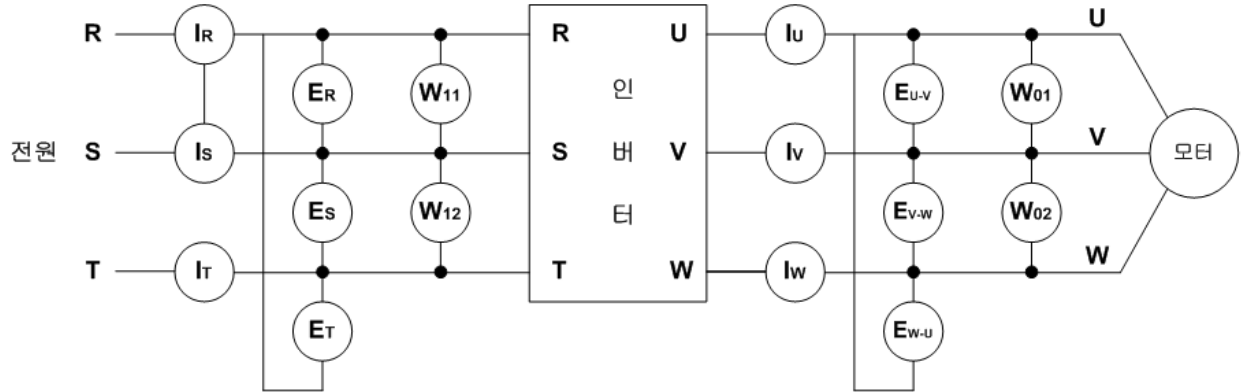 R IR ER W11 R 인 U IU EU-V W01 U
전원 S IS ES W12 S 버 V IV EV-W W02 V 모터
T IT ET T 터 W IW EW-U W